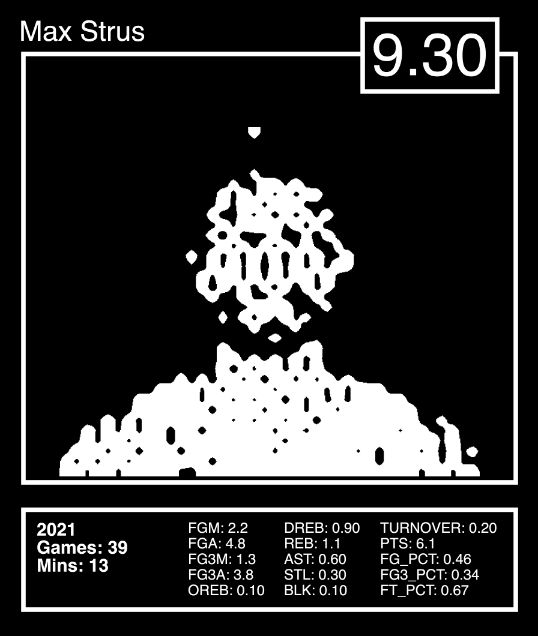 Max Strus
9.30
2021
Games: 39
Mins: 13
FGM: 2.2
FGA: 4.8
FG3M: 1.3
FG3A: 3.8
OREB: 0.10
DREB: 0.90
REB: 1.1
AST: 0.60
STL: 0.30
BLK: 0.10
TURNOVER: 0.20
PTS: 6.1
FG_PCT: 0.46
FG3_PCT: 0.34
FT_PCT: 0.67